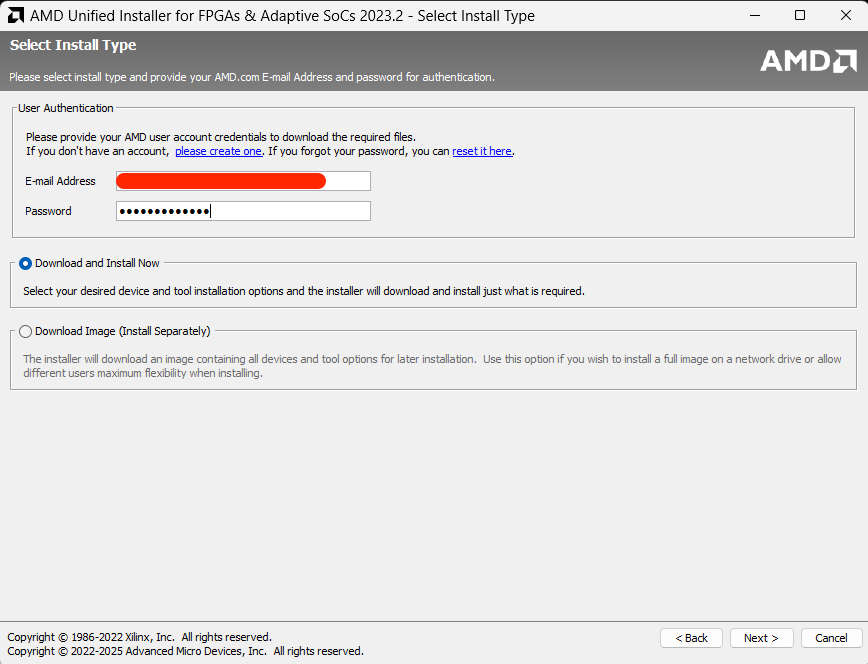 AMD Unified Installer for FPGAs & Adaptive SoCs 2023.2 - Select Install Type
Select Install Type
Please select install type and provide your AMD.com E-mail Address and password for authentication.
AMD
User Authentication
Please provide your AMD user account credentials to download the required files.
If you don't have an account, please create one. If you forgot your password, you can reset it here.
E-mail Address
Password ●●●●●●●●●●●●●
Download and Install Now
Select your desired device and tool installation options and the installer will download and install just what is required.
Download Image (Install Separately)
The installer will download an image containing all devices and tool options for later installation. Use this option if you wish to install a full image on a network drive or allow
different users maximum flexibility when installing.
Copyright © 1986-2022 Xilinx, Inc. All rights reserved.
Copyright © 2022-2025 Advanced Micro Devices, Inc. All rights reserved.
< Back Next > Cancel